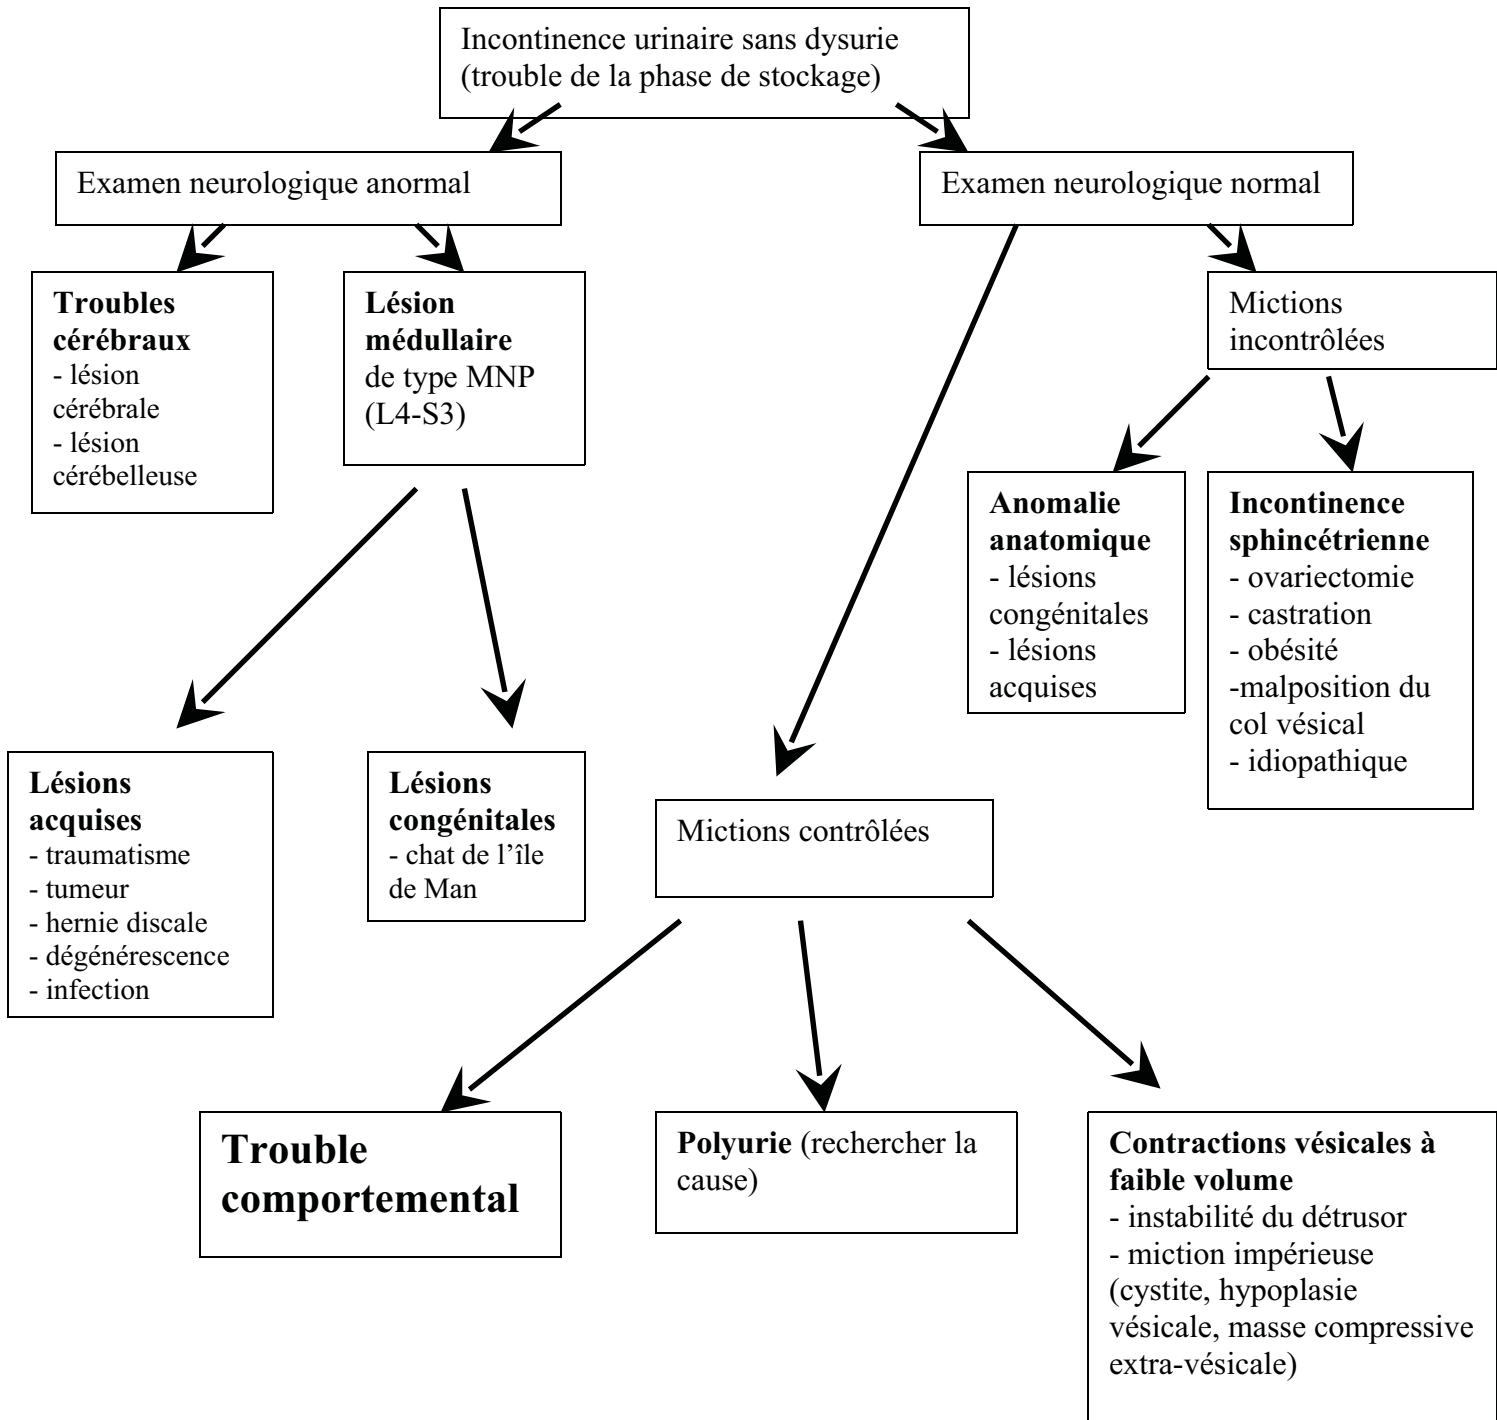 Incontinence urinaire sans dysurie
(trouble de la phase de stockage)
Examen neurologique anormal
Examen neurologique normal
Troubles
cérébraux
- lésion
cérébrale
- lésion
cérébelleuse
Lésion
médullaire
de type MNP
(L4-S3)
Mictions
incontrôlées
Anomalie
anatomique
- lésions
congénitales
- lésions
acquises
Incontinence
sphincétrienne
- ovariectomie
- castration
- obésité
-malposition du
col vésical
- idiopathique
Lésions
acquises
- traumatisme
- tumeur
- hernie discale
- dégénérescence
- infection
Lésions
congénitales
- chat de l’île
de Man
Mictions contrôlées
Trouble
comportemental
Polyurie (rechercher la
cause)
Contractions vésicales à
faible volume
- instabilité du détrusor
- miction impérieuse
(cystite, hypoplasie
vésicale, masse compressive
extra-vésicale)